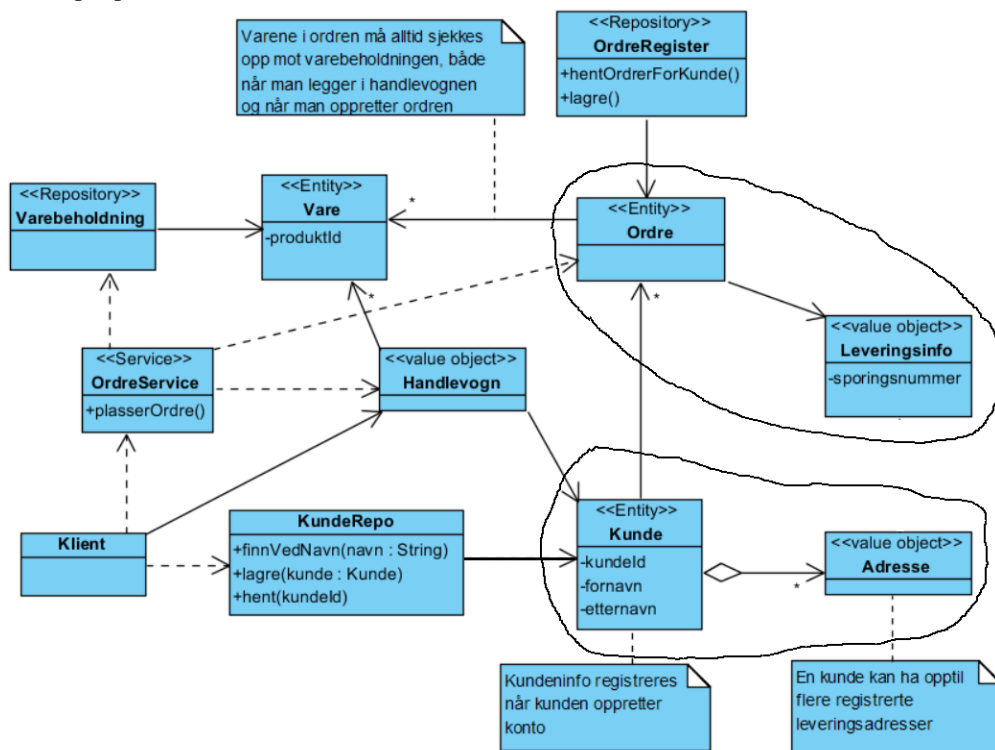 Varene i ordren må alltid sjekkes
opp mot varebeholdningen, både
når man legger i handlevognen
og når man oppretter ordren
<<Repository>>
OrdreRegister
+hentOrdrerForKunde()
+lagre()
<<Repository>>
Varebeholdning
<<Entity>>
Vare
-produktId
*
<<Entity>>
Ordre
*
*
<<value object>>
Leveringsinfo
-sporingsnummer
<<Service>>
OrdreService
+plasserOrdre()
<<value object>>
Handlevogn
Klient
KundeRepo
+finnVedNavn(navn : String)
+lagre(kunde : Kunde)
+hent(kundeId)
<<Entity>>
Kunde
-kundeId
-fornavn
-etternavn
*
<<value object>>
Adresse
Kundeninfo registreres
når kunden oppretter
konto
En kunde kan ha opptil
flere registrerte
leveringsadresser